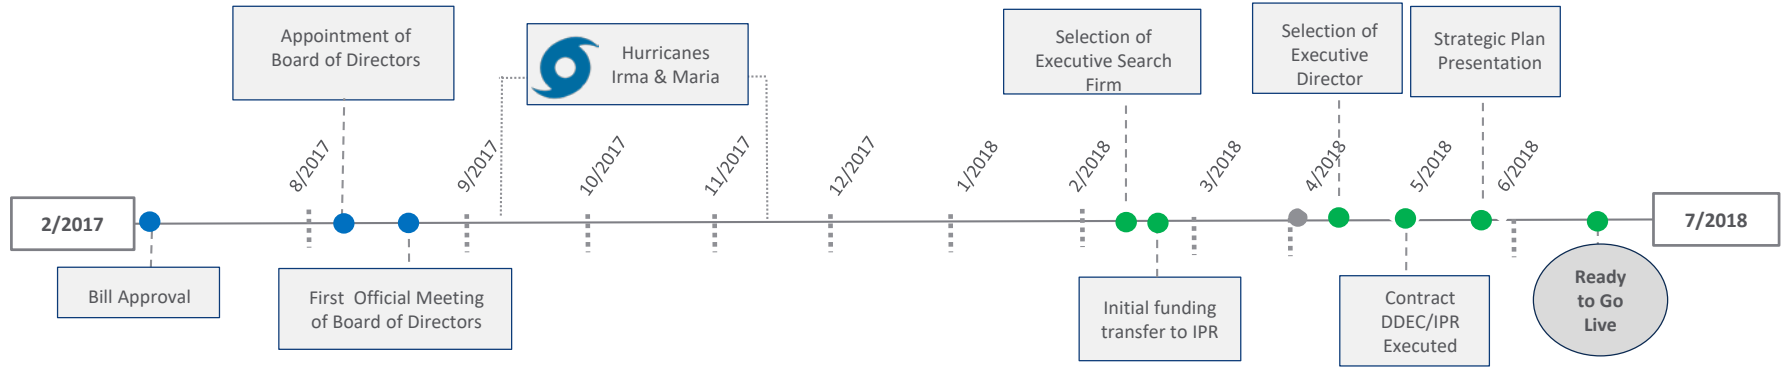 Appointment of
Board of Directors
Hurricanes
Irma & Maria
Selection of
Executive Search
Firm
Selection of
Executive
Director
Strategic Plan
Presentation
8/2017
9/2017
10/2017
11/2017
12/2017
1/2018
2/2018
3/2018
4/2018
5/2018
6/2018
2/2017
7/2018
Bill Approval
First Official Meeting
of Board of Directors
Initial funding
transfer to IPR
Contract
DDEC/IPR
Executed
Ready
to Go
Live